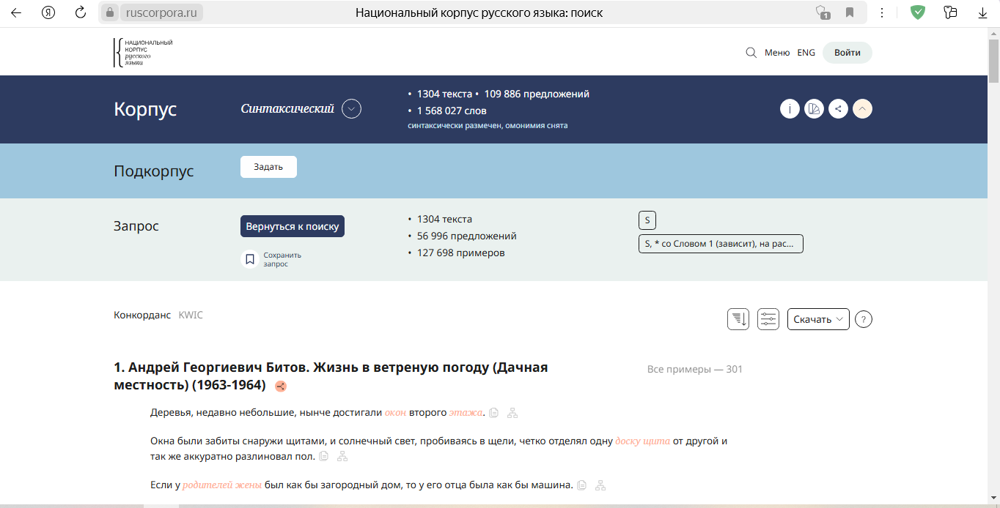 Я
ruscorpora.ru
Национальный корпус русского языка: поиск
1
НАЦИОНАЛЬНЫЙ
КОРПУС
русского
языка
Меню ENG Войти
Корпус
Синтаксический
• 1304 текста • 109 886 предложений
• 1 568 027 слов
синтаксически размечен, омонимия снята
i
Подкорпус
Задать
Запрос
Вернуться к поиску
Сохранить
запрос
• 1304 текста
• 56 996 предложений
• 127 698 примеров
S
S, * со Словом 1 (зависит), на рас...
Конкорданс KWIC
Скачать
?
1. Андрей Георгиевич Битов. Жизнь в ветреную погоду (Дачная
местность) (1963-1964)
Все примеры — 301
Деревья, недавно небольшие, нынче достигали окон второго этажа.
Окна были забиты снаружи щитами, и солнечный свет, пробиваясь в щели, четко отделял одну доску щита от другой и
так же аккуратно разлиновал пол.
Если у родителей жены был как бы загородный дом, то у его отца была как бы машина.